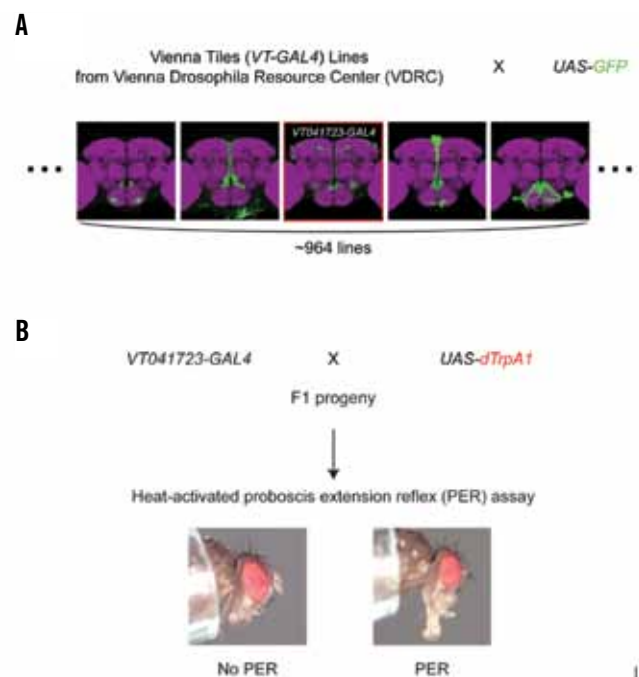 A
Vienna Tiles (VT-GAL4) Lines
from Vienna Drosophila Resource Center (VDRC)
X
UAS-GFP
VT041723-GAL4
~964 lines
B
VT041723-GAL4
X
UAS-dTrpA1
F1 progeny
Heat-activated proboscis extension reflex (PER) assay
No PER
PER